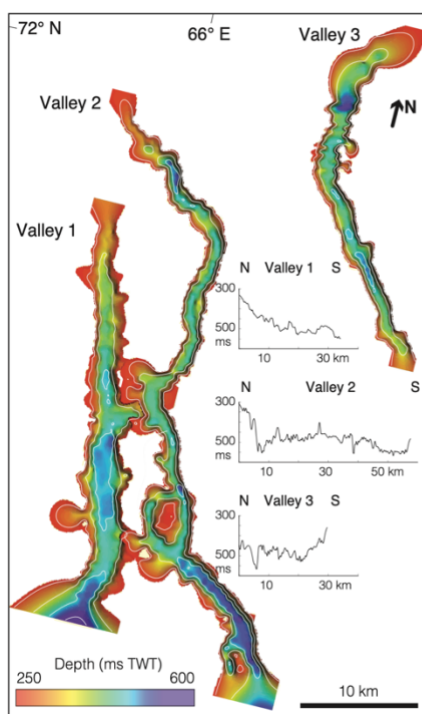 72° N
66° E
Valley 3
Valley 2
N
Valley 1
N Valley 1 S
300
500
ms
10 30 km
N Valley 2 S
300
500
ms
10 30 50 km
N Valley 3 S
300
500
ms
10 30 km
Depth (ms TWT)
250 600
10 km